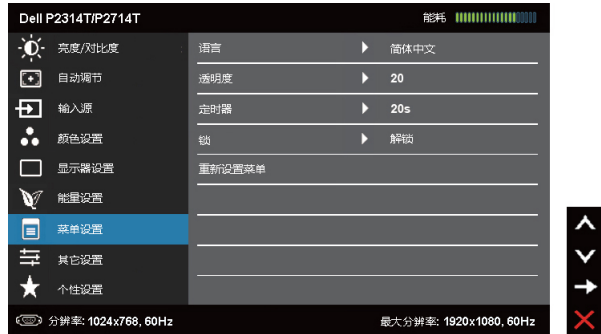 Dell P2314T/P2714T 能耗
亮度/对比度 语言 简体中文
自动调节 透明度 20
输入源 定时器 20s
颜色设置 锁 解锁
显示器设置 重新设置菜单
能量设置
菜单设置
其它设置
个性设置
分辨率: 1024x768, 60Hz 最大分辨率: 1920x1080, 60Hz